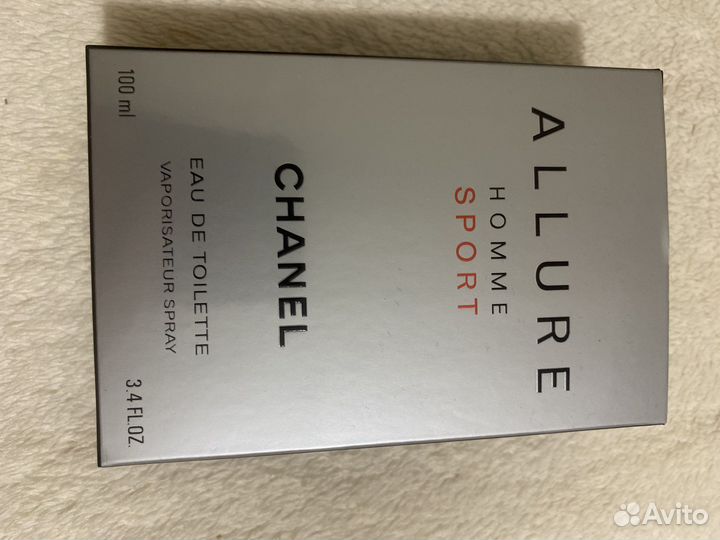 ALLURE
HOMME
SPORT
CHANEL
EAU DE TOILETTE
VAPORISATEUR SPRAY
100 ml
3.4 FL.OZ.
Avito